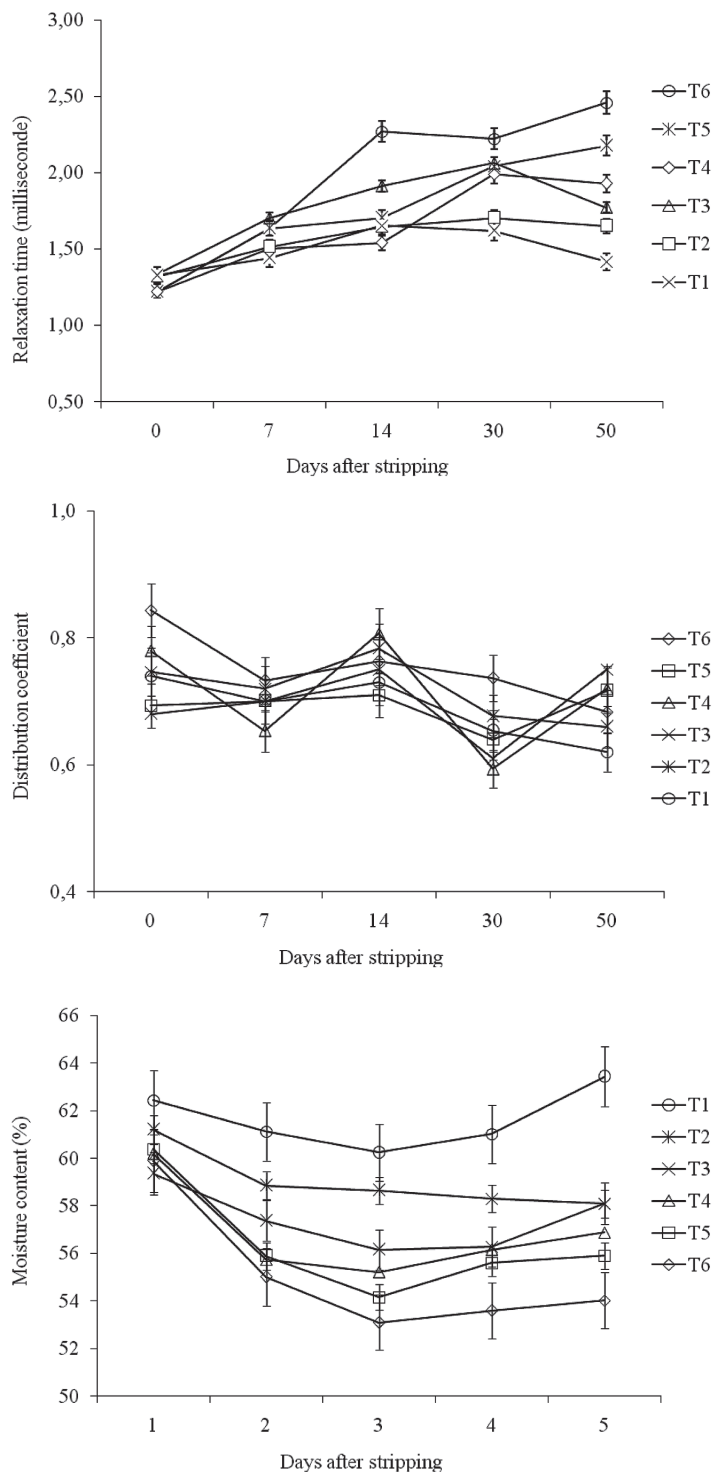 3,00
2,50
2,00
1,50
1,00
0,50
Relaxation time (milliseconde)
0 7 14 30 50
Days after stripping
T6
T5
T4
T3
T2
T1
1,0
0,8
0,6
0,4
Distribution coefficient
0 7 14 30 50
Days after stripping
T6
T5
T4
T3
T2
T1
66
64
62
60
58
56
54
52
50
Moisture content (%)
1 2 3 4 5
Days after stripping
T1
T2
T3
T4
T5
T6